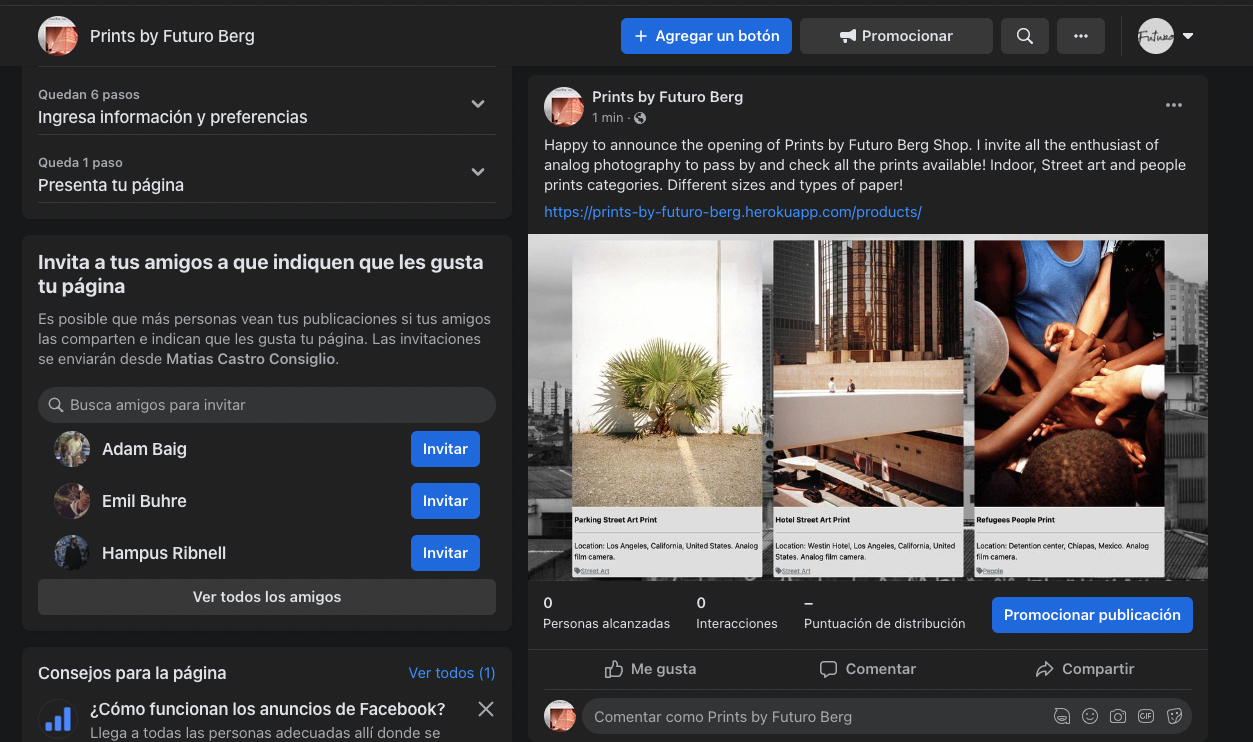 Prints by Futuro Berg
Agregar un botón
Promocionar
Futuro
Quedan 6 pasos
Ingresa información y preferencias
Queda 1 paso
Presenta tu página
Invita a tus amigos a que indiquen que les gusta
tu página
Es posible que más personas vean tus publicaciones si tus amigos
las comparten e indican que les gusta tu página. Las invitaciones
se enviarán desde Matias Castro Consiglio.
Busca amigos para invitar
Adam Baig
Invitar
Emil Buhre
Invitar
Hampus Ribnell
Invitar
Ver todos los amigos
Consejos para la página
Ver todos (1)
¿Cómo funcionan los anuncios de Facebook?
Llega a todas las personas adecuadas allí donde se
Prints by Futuro Berg
1 min ·
Happy to announce the opening of Prints by Futuro Berg Shop. I invite all the enthusiast of
analog photography to pass by and check all the prints available! Indoor, Street art and people
prints categories. Different sizes and types of paper!
https://prints-by-futuro-berg.herokuapp.com/products/
Parking Street Art Print
Location: Los Angeles, California, United States. Analog
film camera.
Street Art
Hotel Street Art Print
Location: Westin Hotel, Los Angeles, California, United
States. Analog film camera.
Street Art
Refugees People Print
Location: Detention center, Chiapas, Mexico. Analog
film camera.
People
0
Personas alcanzadas
0
Interacciones
–
Puntuación de distribución
Promocionar publicación
Me gusta
Comentar
Compartir
Comentar como Prints by Futuro Berg
GIF